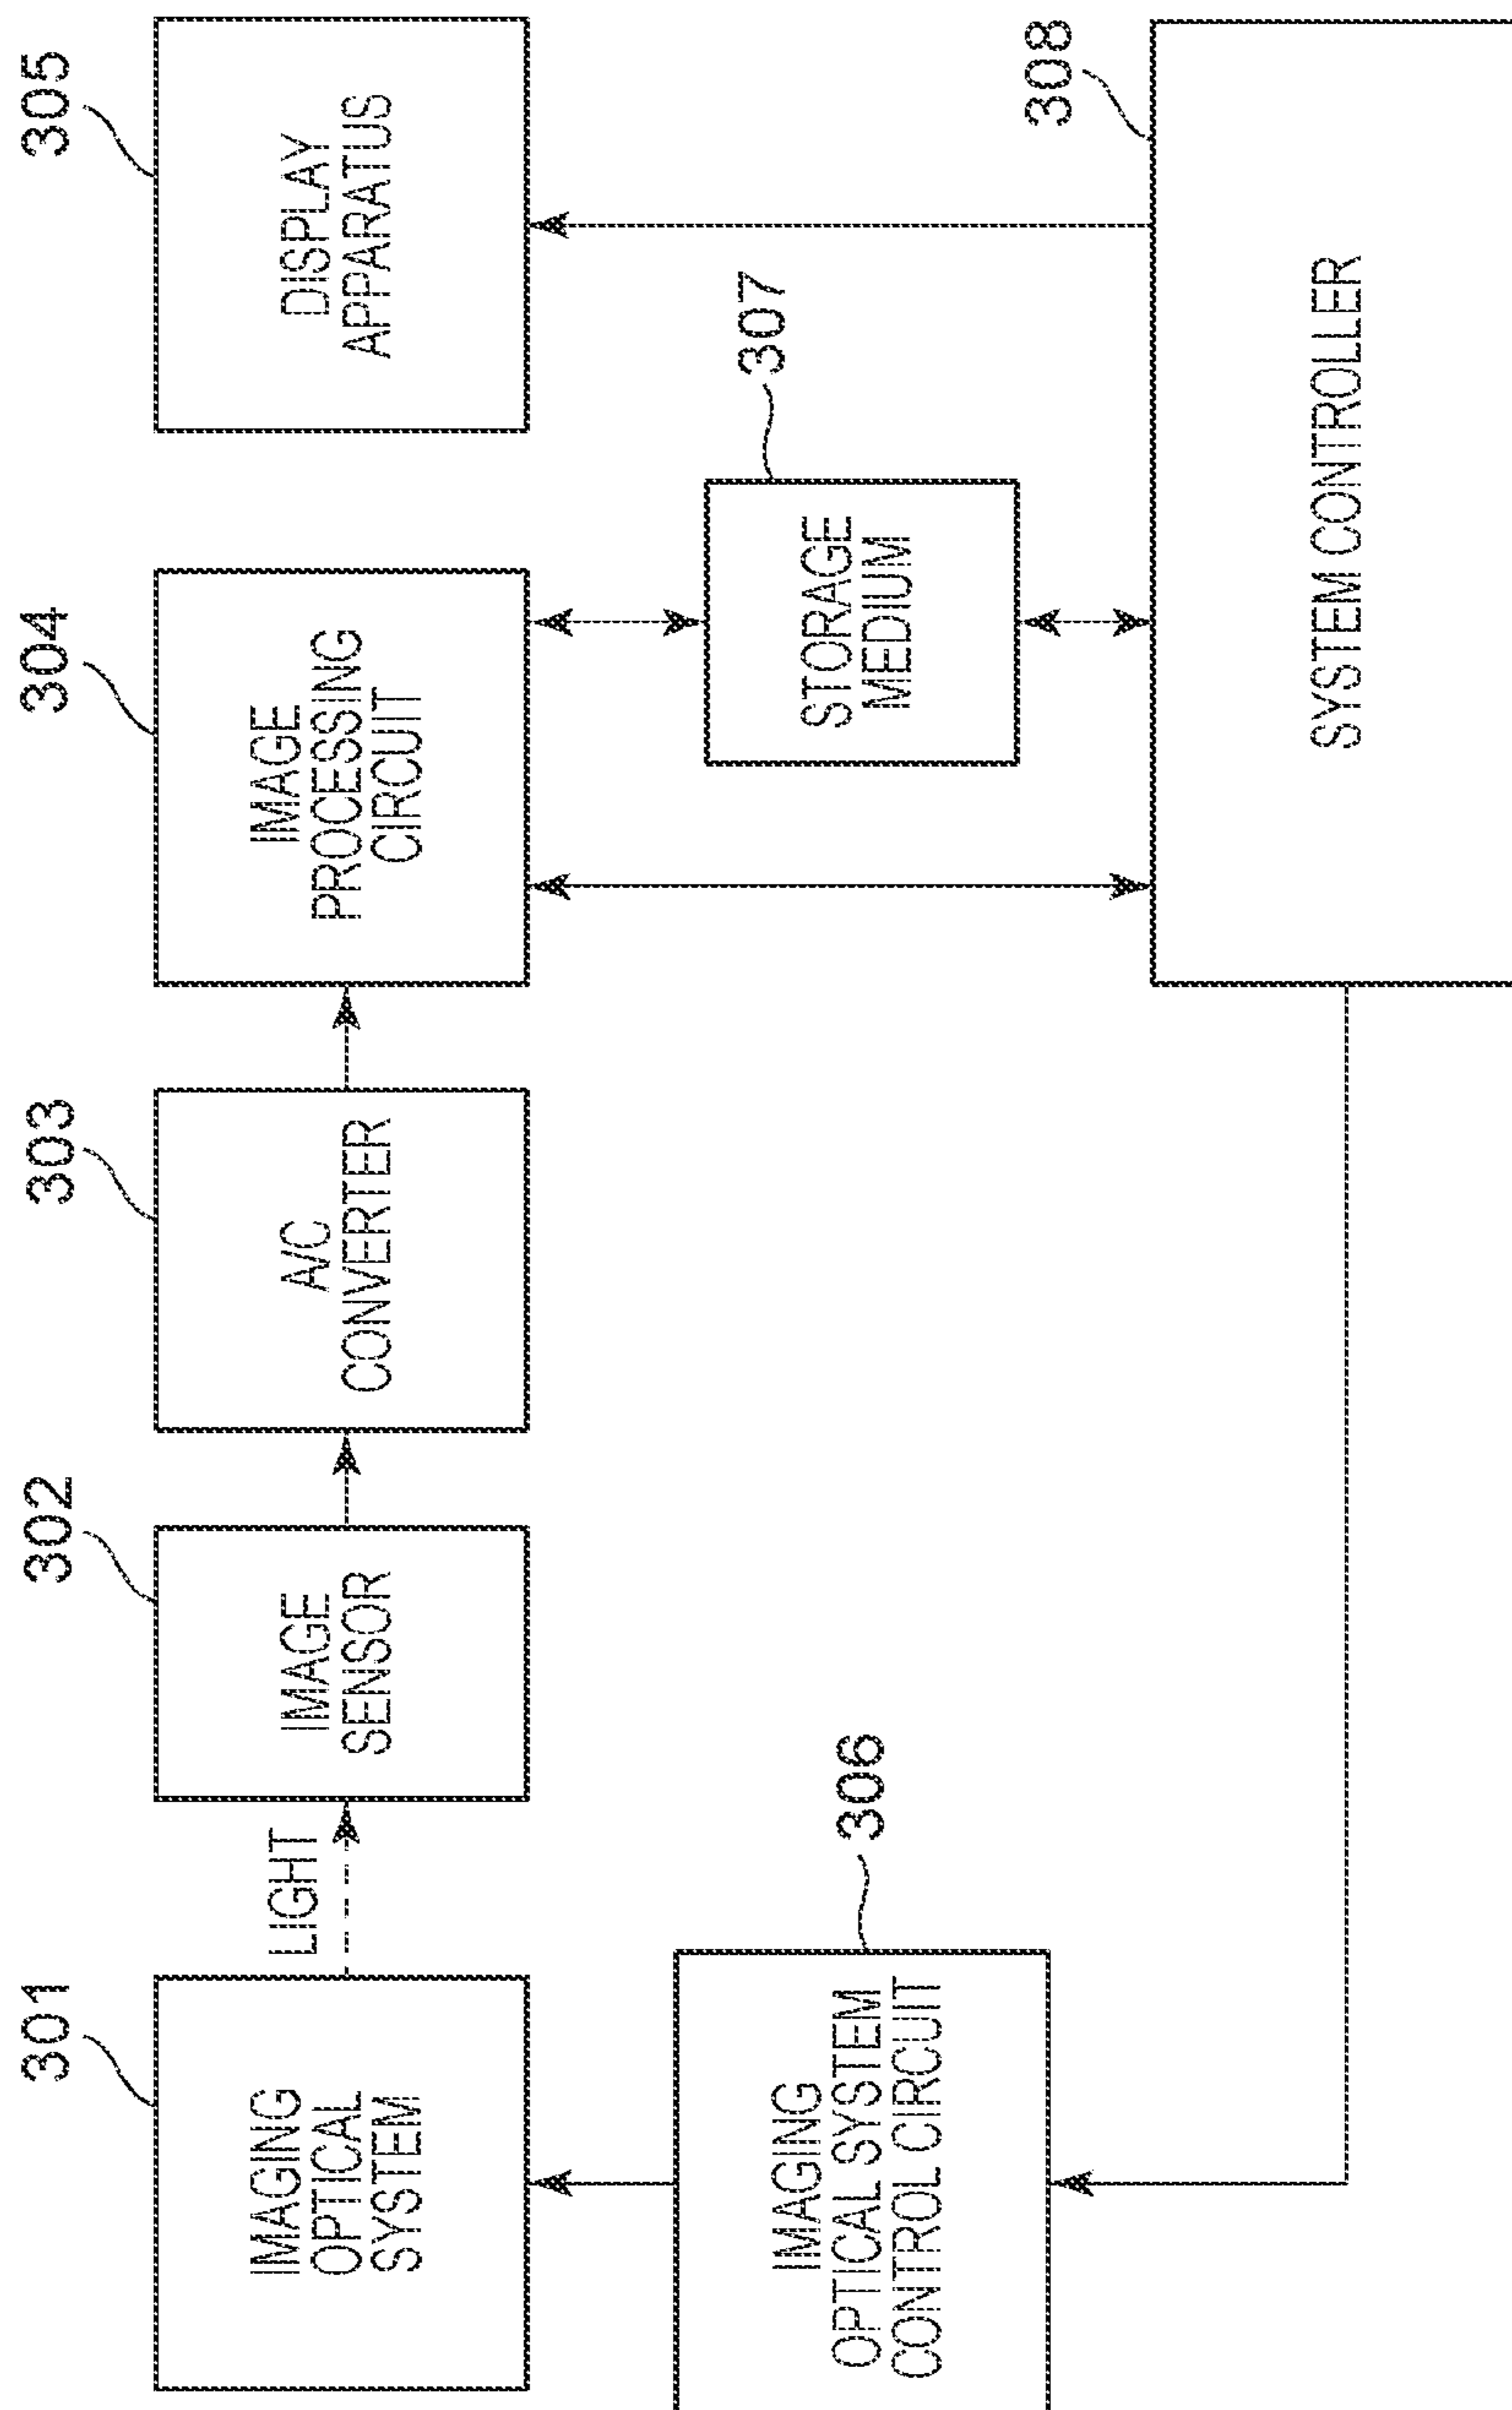 301
IMAGING
OPTICAL
SYSTEM
LIGHT
302
IMAGE
SENSOR
303
A/C
CONVERTER
304
IMAGE
PROCESSING
CIRCUIT
305
DISPLAY
APPARATUS
306
IMAGING
OPTICAL SYSTEM
CONTROL CIRCUIT
307
STORAGE
MEDIUM
308
SYSTEM CONTROLLER